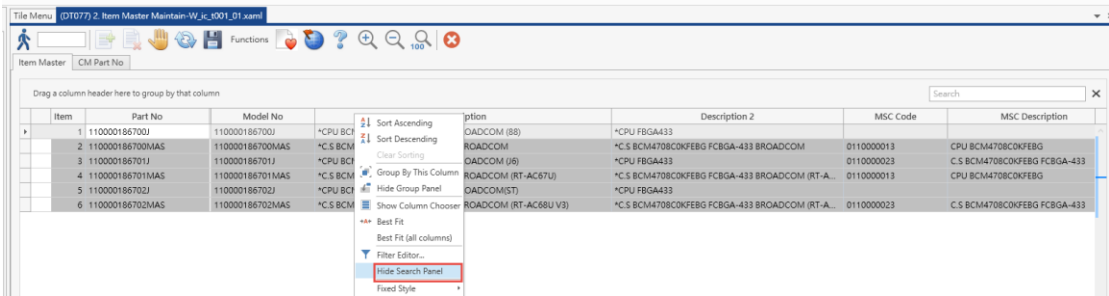 Tile Menu (DT077) 2. Item Master Maintain-W_ic_t001_01.xaml
Functions 100
Item Master CM Part No
Drag a column header here to group by that column Search
Item Part No Model No ption Description 2 MSC Code MSC Description
1 110000186700J 110000186700J *CPU BC OADCOM (88) *CPU FBGA433
2 110000186700MAS 110000186700MAS *C.S BCM ROADCOM *C.S BCM4708C0KFEBG FCBGA-433 BROADCOM 0110000013 CPU BCM4708C0KFEBG
3 110000186701J 110000186701J *CPU BC OADCOM (J6) *CPU FBGA433 0110000023 C.S BCM4708C0KFEBG FCBGA-433
4 110000186701MAS 110000186701MAS *C.S BCM ROADCOM (RT-AC67U) *C.S BCM4708C0KFEBG FCBGA-433 BROADCOM (RT-A... 0110000013 CPU BCM4708C0KFEBG
5 110000186702J 110000186702J *CPU BC OADCOM(ST) *CPU FBGA433
6 110000186702MAS 110000186702MAS *C.S BCM ROADCOM (RT-AC68U V3) *C.S BCM4708C0KFEBG FCBGA-433 BROADCOM (RT-A... 0110000023 C.S BCM4708C0KFEBG FCBGA-433
Sort Ascending
Sort Descending
Clear Sorting
Group By This Column
Hide Group Panel
Show Column Chooser
Best Fit
Best Fit (all columns)
Filter Editor...
Hide Search Panel
Fixed Style